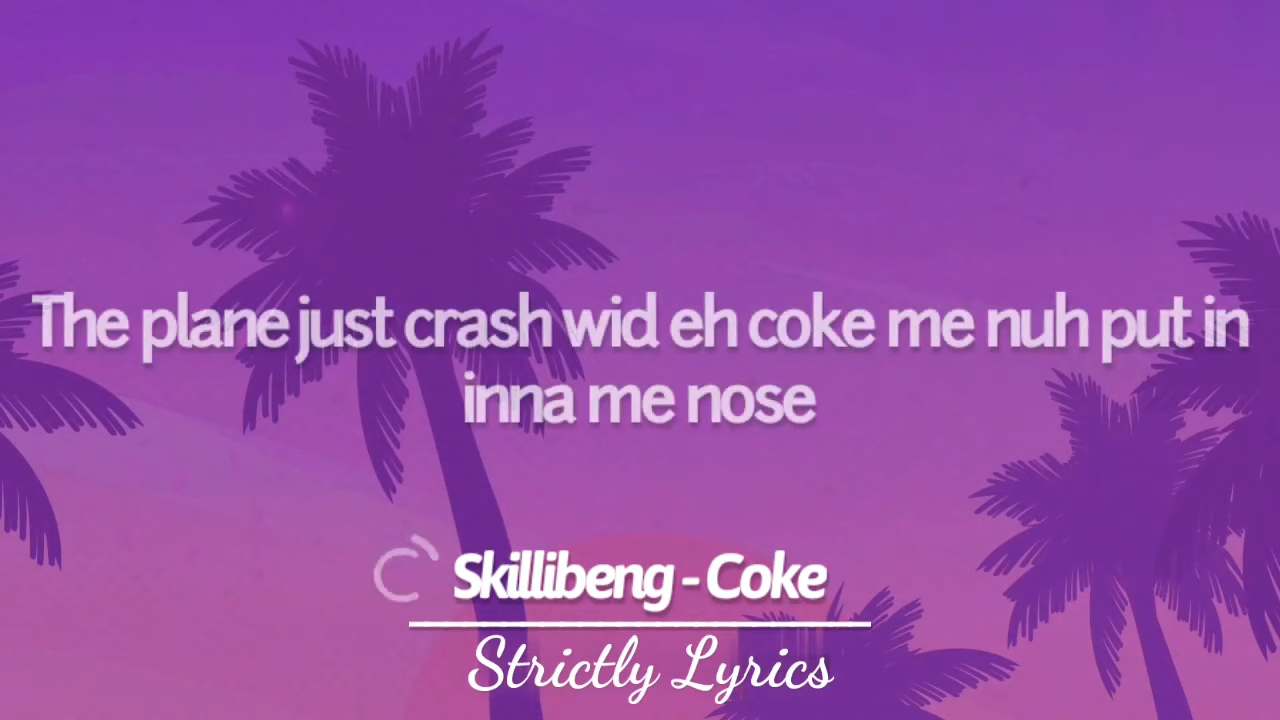 The plane just crash wid eh coke me nuh put in
inna me nose
Skillibeng - Coke
Strictly Lyrics